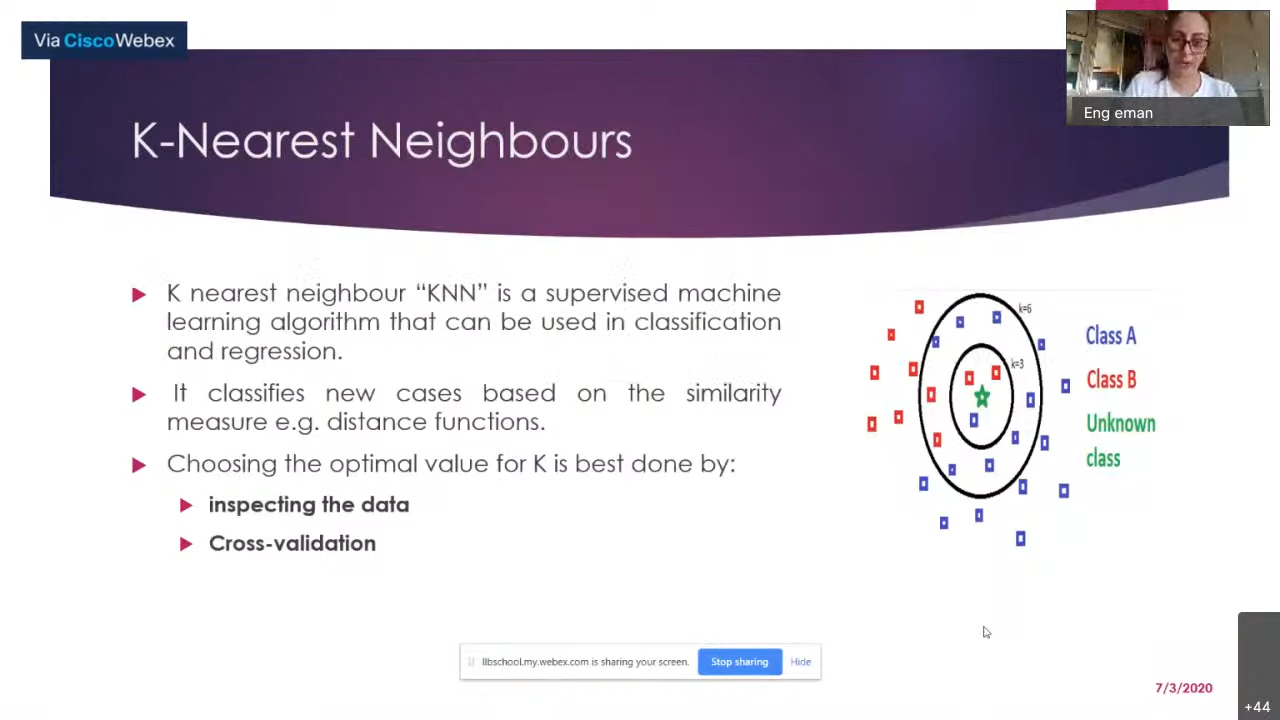 Via CiscoWebex
Eng eman
K-Nearest Neighbours
K nearest neighbour “KNN” is a supervised machine
learning algorithm that can be used in classification
and regression.
It classifies new cases based on the similarity
measure e.g. distance functions.
Choosing the optimal value for K is best done by:
inspecting the data
Cross-validation
k=6
k=3
Class A
Class B
Unknown
class
llbschool.my.webex.com is sharing your screen.
Stop sharing
Hide
7/3/2020
+44